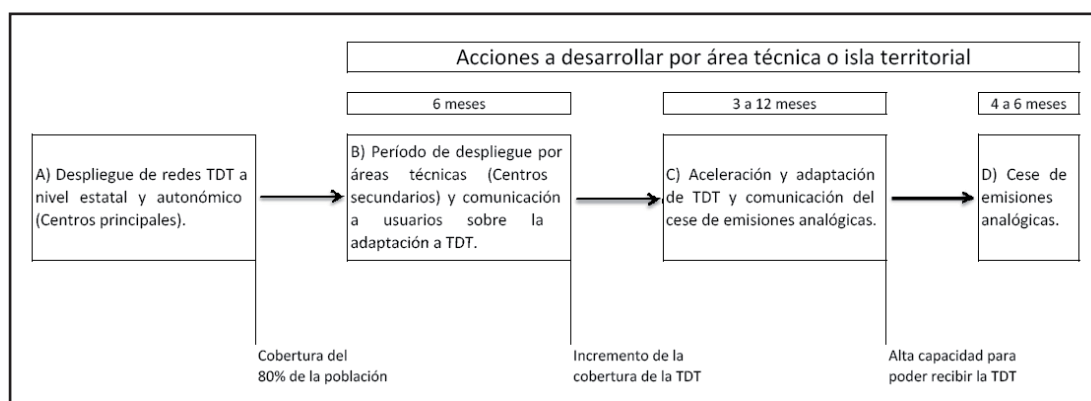 Acciones a desarrollar por área técnica o isla territorial
6 meses
3 a 12 meses
4 a 6 meses
A) Despliegue de redes TDT a
nivel estatal y autonómico
(Centros principales).
B) Período de despliegue por
áreas técnicas (Centros
secundarios) y comunicación
a usuarios sobre la
adaptación a TDT.
C) Aceleración y adaptación
de TDT y comunicación del
cese de emisiones analógicas.
D) Cese de
emisiones
analógicas.
Cobertura del
80% de la población
Incremento de la
cobertura de la TDT
Alta capacidad para
poder recibir la TDT